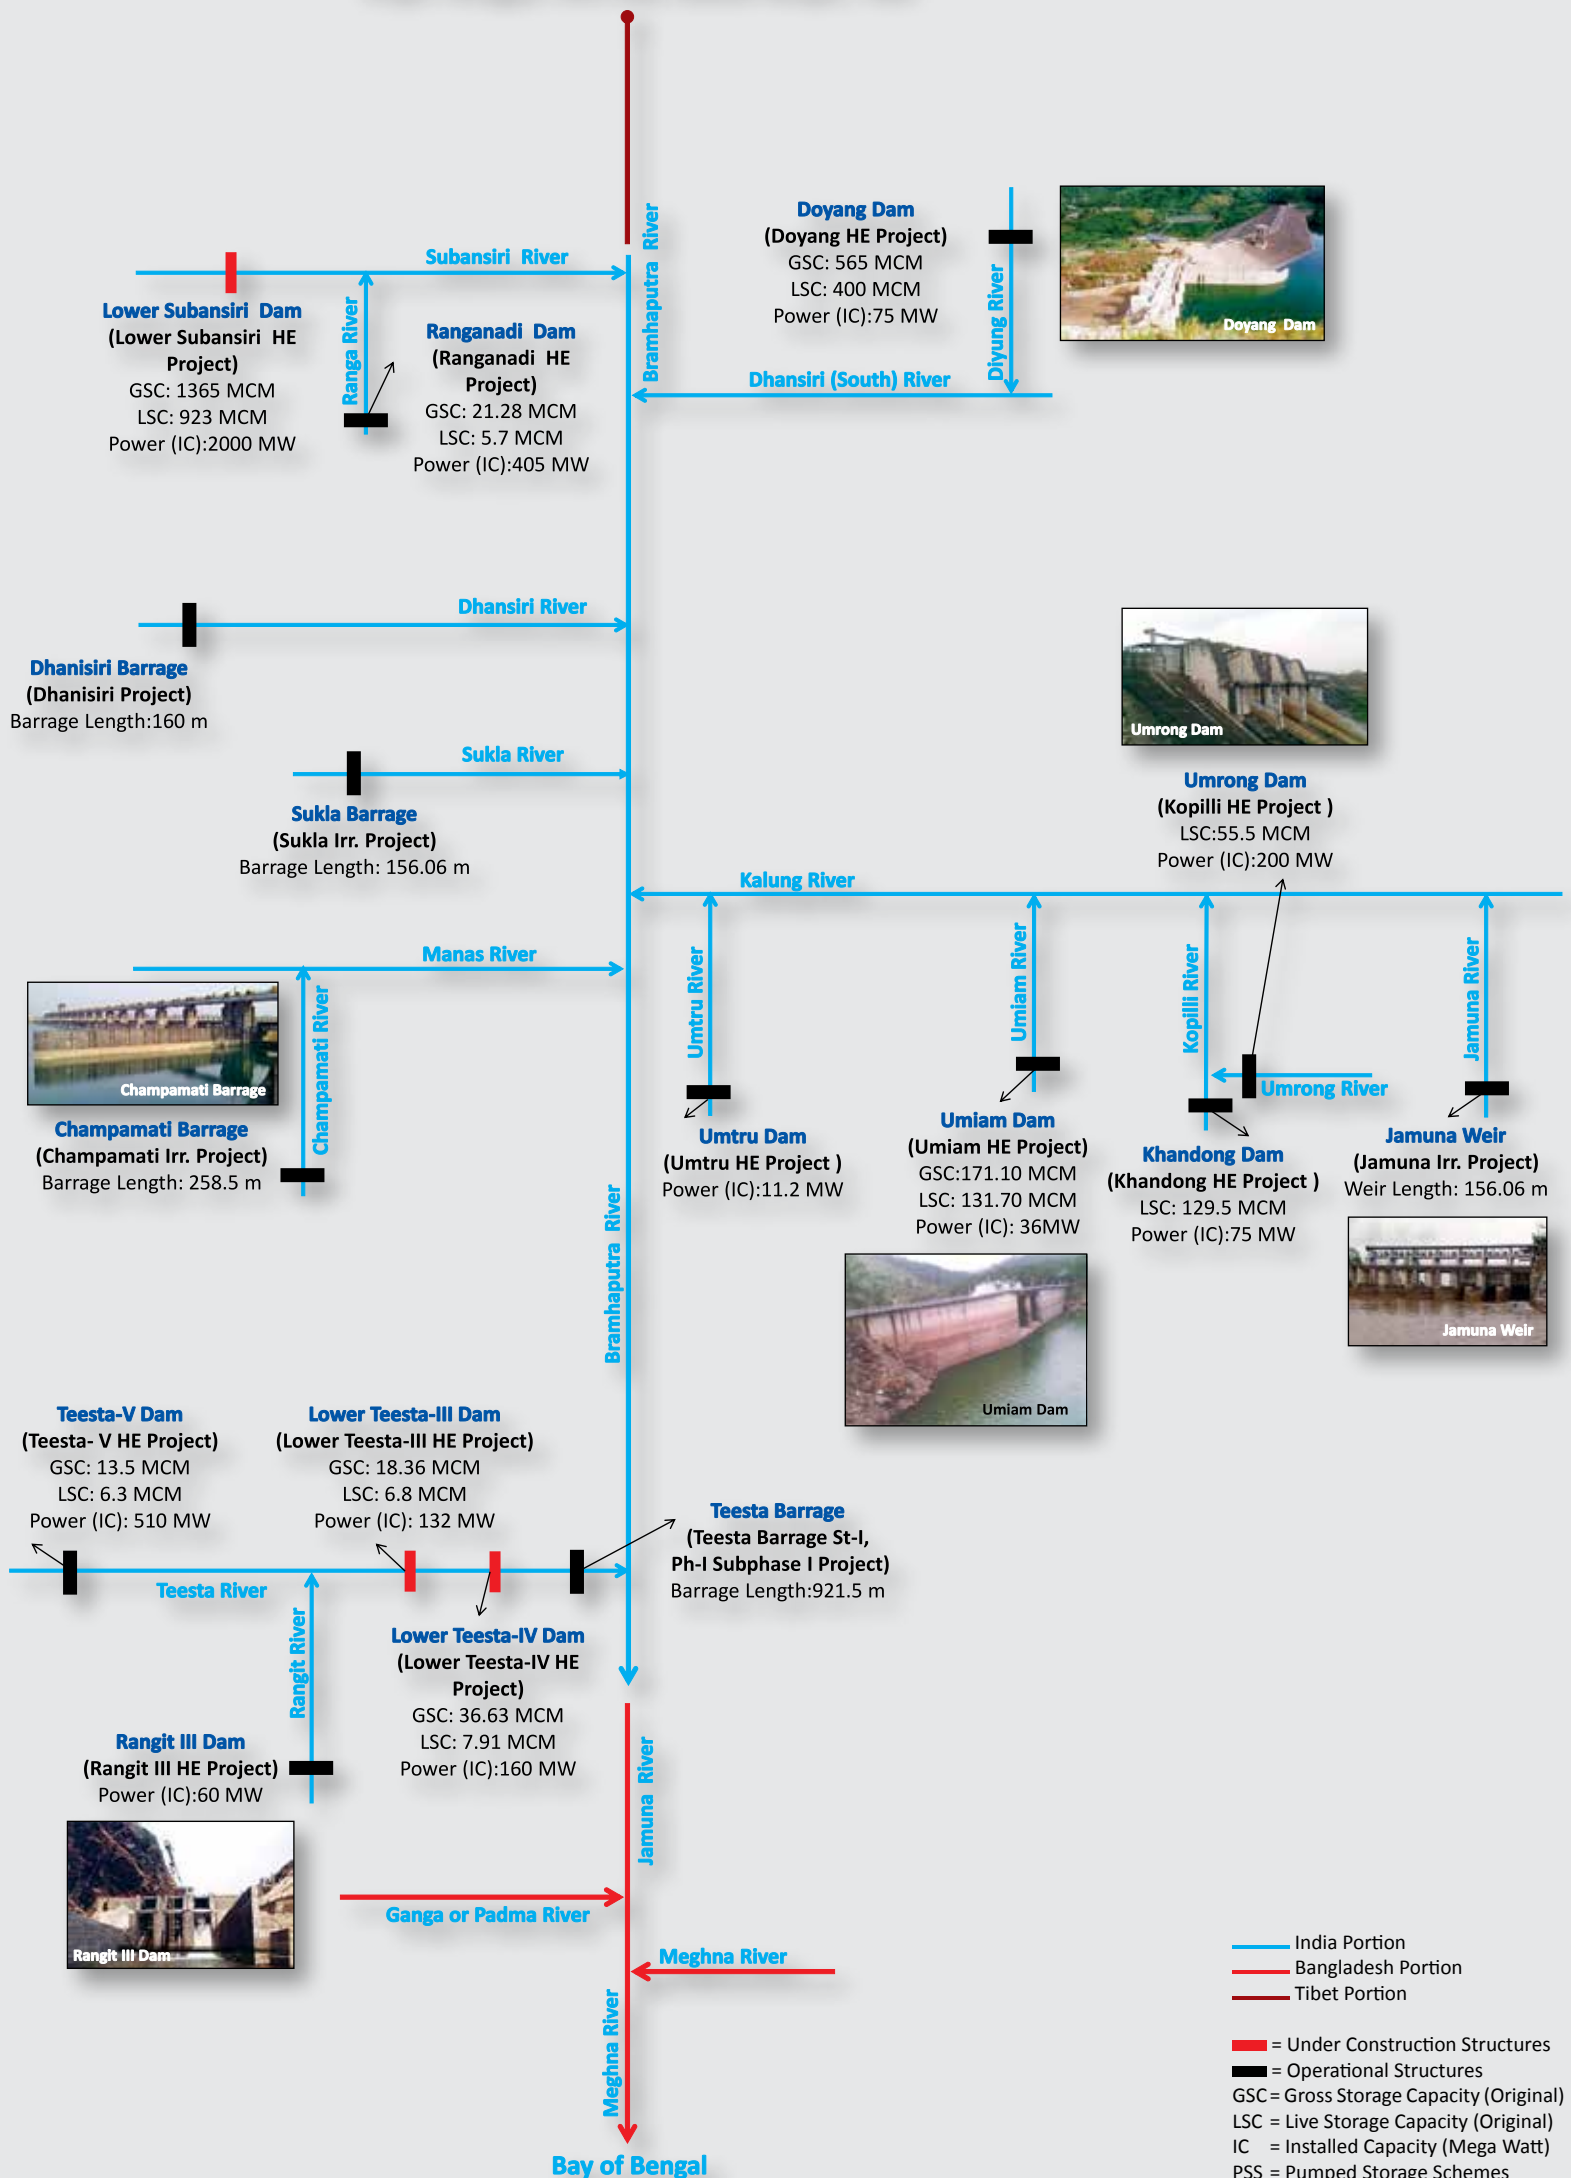 Bramhaputra River
Subansiri River
Ranga River
Lower Subansiri Dam
(Lower Subansiri HE
Project)
GSC: 1365 MCM
LSC: 923 MCM
Power (IC):2000 MW
Ranganadi Dam
(Ranganadi HE
Project)
GSC: 21.28 MCM
LSC: 5.7 MCM
Power (IC):405 MW
Doyang Dam
(Doyang HE Project)
GSC: 565 MCM
LSC: 400 MCM
Power (IC):75 MW
Diyung River
Doyang Dam
Dhansiri (South) River
Dhansiri River
Dhanisiri Barrage
(Dhanisiri Project)
Barrage Length:160 m
Sukla River
Sukla Barrage
(Sukla Irr. Project)
Barrage Length: 156.06 m
Umrong Dam
Umrong Dam
(Kopilli HE Project )
LSC:55.5 MCM
Power (IC):200 MW
Kalung River
Manas River
Champamati River
Champamati Barrage
Champamati Barrage
(Champamati Irr. Project)
Barrage Length: 258.5 m
Umtru River
Umiam River
Kopilli River
Jamuna River
Umrong River
Umtru Dam
(Umtru HE Project )
Power (IC):11.2 MW
Umiam Dam
(Umiam HE Project)
GSC:171.10 MCM
LSC: 131.70 MCM
Power (IC): 36MW
Umiam Dam
Khandong Dam
(Khandong HE Project )
LSC: 129.5 MCM
Power (IC):75 MW
Jamuna Weir
(Jamuna Irr. Project)
Weir Length: 156.06 m
Jamuna Weir
Bramhaputra River
Teesta-V Dam
(Teesta- V HE Project)
GSC: 13.5 MCM
LSC: 6.3 MCM
Power (IC): 510 MW
Lower Teesta-III Dam
(Lower Teesta-III HE Project)
GSC: 18.36 MCM
LSC: 6.8 MCM
Power (IC): 132 MW
Teesta Barrage
(Teesta Barrage St-I,
Ph-I Subphase I Project)
Barrage Length:921.5 m
Teesta River
Rangit River
Lower Teesta-IV Dam
(Lower Teesta-IV HE
Project)
GSC: 36.63 MCM
LSC: 7.91 MCM
Power (IC):160 MW
Rangit III Dam
(Rangit III HE Project)
Power (IC):60 MW
Rangit III Dam
Jamuna River
Ganga or Padma River
Meghna River
Meghna River
Bay of Bengal
India Portion
Bangladesh Portion
Tibet Portion
= Under Construction Structures
= Operational Structures
GSC = Gross Storage Capacity (Original)
LSC = Live Storage Capacity (Original)
IC = Installed Capacity (Mega Watt)
PSS = Pumped Storage Schemes